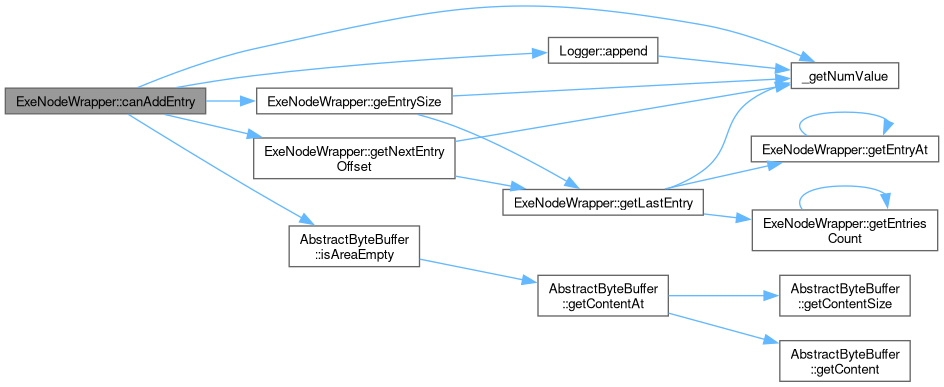 Logger::append
_getNumValue
ExeNodeWrapper::canAddEntry
ExeNodeWrapper::geEntrySize
ExeNodeWrapper::getNextEntry
Offset
ExeNodeWrapper::getEntryAt
ExeNodeWrapper::getLastEntry
ExeNodeWrapper::getEntries
Count
AbstractByteBuffer
::isAreaEmpty
AbstractByteBuffer
::getContentAt
AbstractByteBuffer
::getContentSize
AbstractByteBuffer
::getContent